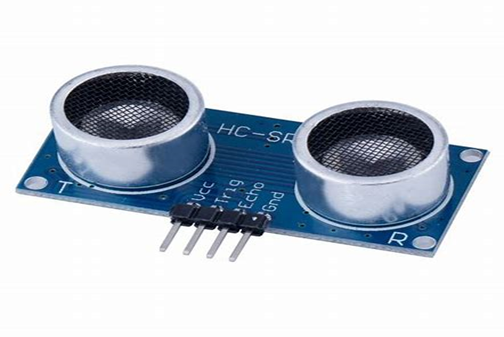 HC-SR
T
Vcc
Trig
Echo
Gnd
R